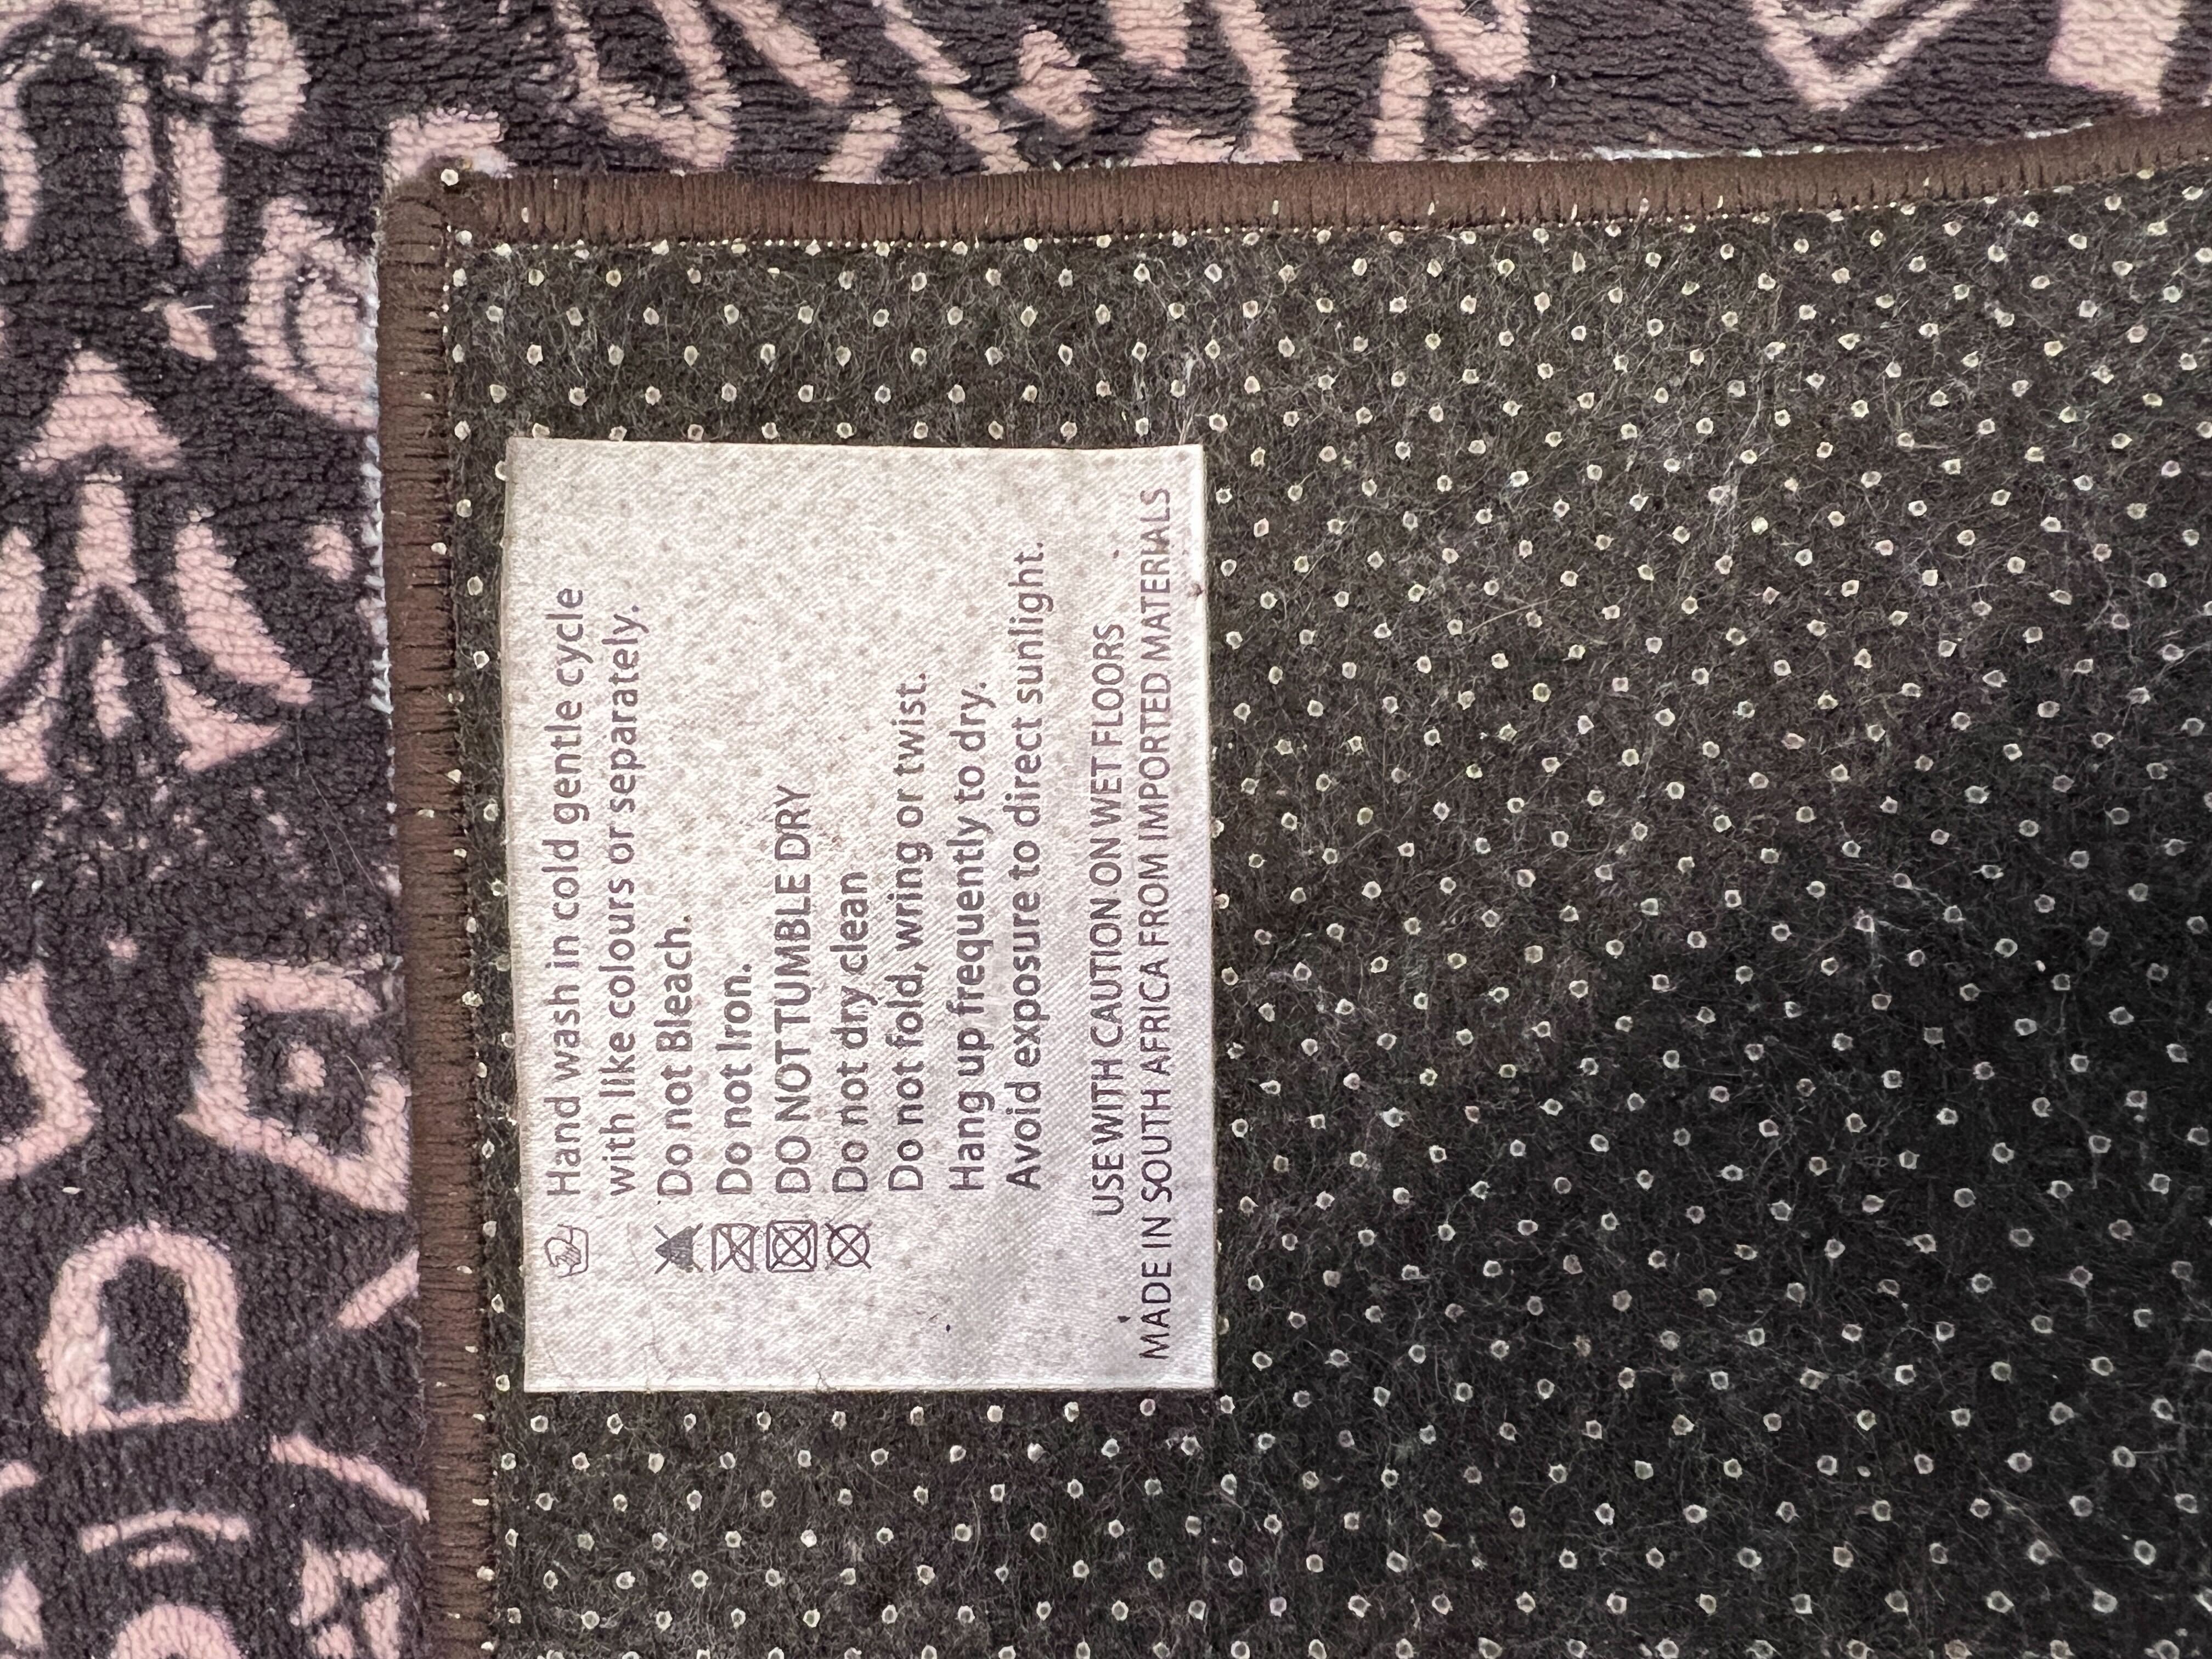 Hand wash in cold gentle cycle
with like colours or separately.
Do not Bleach.
Do not Iron.
DO NOT TUMBLE DRY
Do not dry clean
Do not fold, wring or twist.
Hang up frequently to dry.
Avoid exposure to direct sunlight.
USE WITH CAUTION ON WET FLOORS
MADE IN SOUTH AFRICA FROM IMPORTED MATERIALS